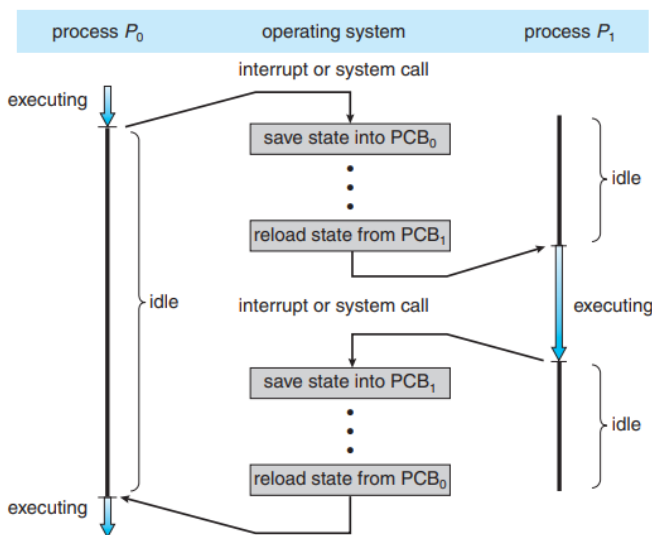 process P₀ operating system process P₁
interrupt or system call
executing
save state into PCB₀
idle
reload state from PCB₁
idle
interrupt or system call
executing
save state into PCB₁
idle
reload state from PCB₀
executing